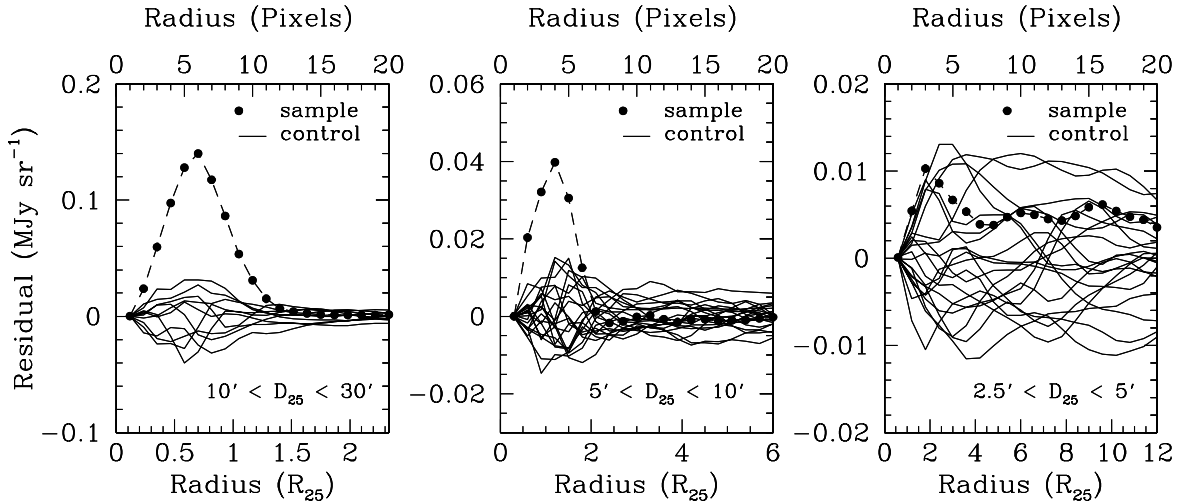 Radius (Pixels) Radius (Pixels) Radius (Pixels)
0 5 10 15 20 0 5 10 15 20 0 5 10 15 20
Residual (MJy sr⁻¹)
0.2
0.1
0
−0.1
sample
control
10′ < D₂₅ < 30′
0 0.5 1 1.5 2
Radius (R₂₅)
0.06
0.04
0.02
0.00
−0.02
sample
control
5′ < D₂₅ < 10′
0 2 4 6
Radius (R₂₅)
0.02
0.01
0
−0.01
−0.02
sample
control
2.5′ < D₂₅ < 5′
0 2 4 6 8 10 12
Radius (R₂₅)